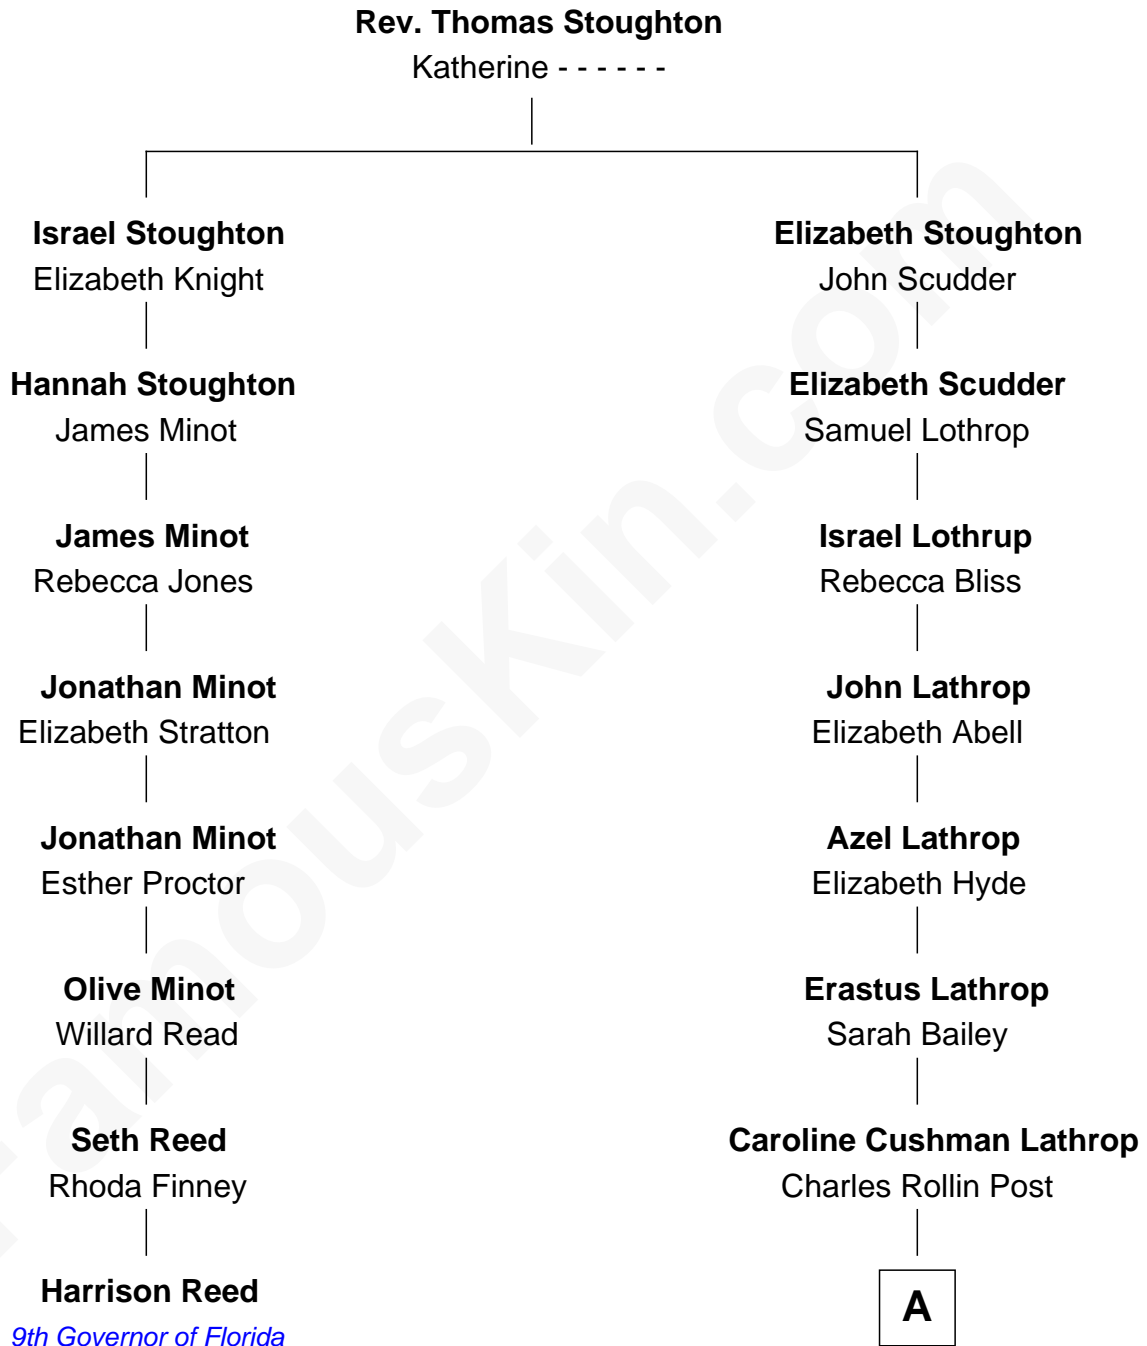 Rev. Thomas Stoughton
Katherine - - - - - -
Israel Stoughton
Elizabeth Knight
Elizabeth Stoughton
John Scudder
Hannah Stoughton
James Minot
Elizabeth Scudder
Samuel Lothrop
James Minot
Rebecca Jones
Israel Lothrup
Rebecca Bliss
Jonathan Minot
Elizabeth Stratton
John Lathrop
Elizabeth Abell
Jonathan Minot
Esther Proctor
Azel Lathrop
Elizabeth Hyde
Olive Minot
Willard Read
Erastus Lathrop
Sarah Bailey
Seth Reed
Rhoda Finney
Caroline Cushman Lathrop
Charles Rollin Post
Harrison Reed
9th Governor of Florida
A
FamousKin.com